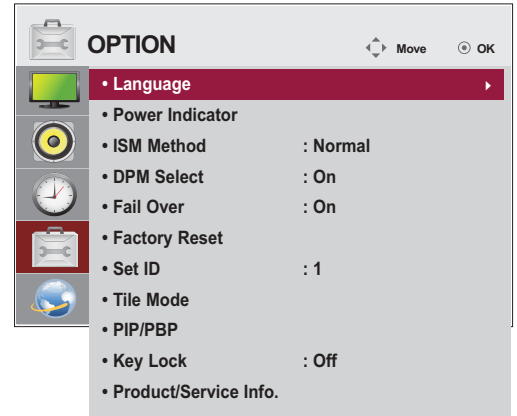 OPTION Move OK
• Language
• Power Indicator
• ISM Method : Normal
• DPM Select : On
• Fail Over : On
• Factory Reset
• Set ID : 1
• Tile Mode
• PIP/PBP
• Key Lock : Off
• Product/Service Info.